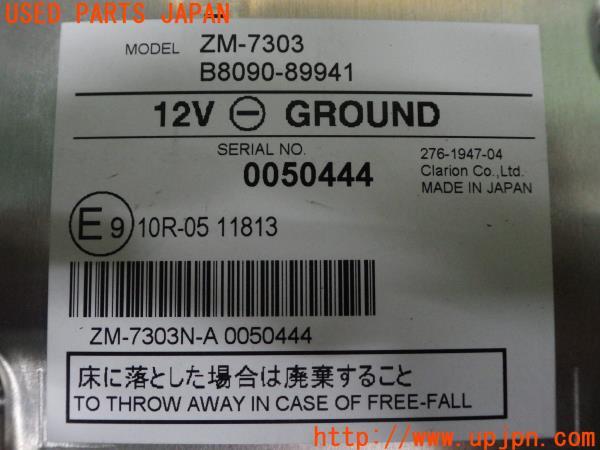 USED PARTS JAPAN
MODEL ZM-7303
B8090-89941
12V ⊖ GROUND
SERIAL NO.
0050444
276-1947-04
Clarion Co.,Ltd.
MADE IN JAPAN
E 9 10R-05 11813
ZM-7303N-A 0050444
床に落とした場合は廃棄すること
TO THROW AWAY IN CASE OF FREE-FALL
http://www.upjpn.com